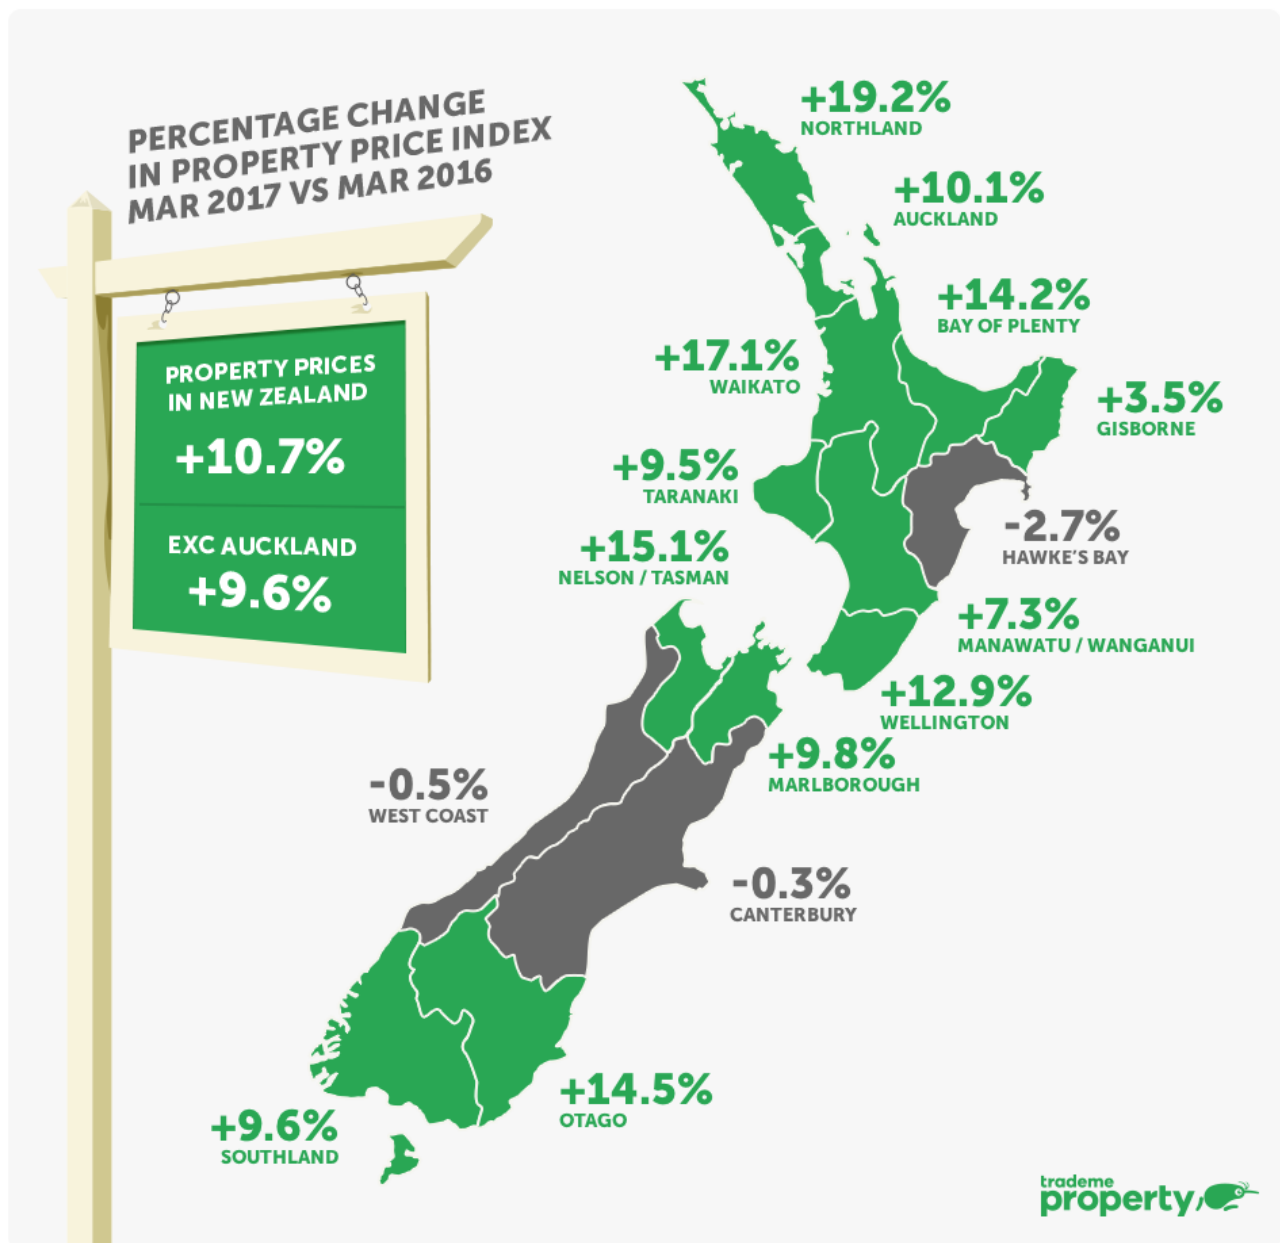 PERCENTAGE CHANGE
IN PROPERTY PRICE INDEX
MAR 2017 VS MAR 2016
PROPERTY PRICES
IN NEW ZEALAND
+10.7%
EXC AUCKLAND
+9.6%
+19.2%
NORTHLAND
+10.1%
AUCKLAND
+14.2%
BAY OF PLENTY
+17.1%
WAIKATO
+3.5%
GISBORNE
+9.5%
TARANAKI
-2.7%
HAWKE'S BAY
+15.1%
NELSON / TASMAN
+7.3%
MANAWATU / WANGANUI
+12.9%
WELLINGTON
+9.8%
MARLBOROUGH
-0.5%
WEST COAST
-0.3%
CANTERBURY
+14.5%
OTAGO
+9.6%
SOUTHLAND
trademe
property